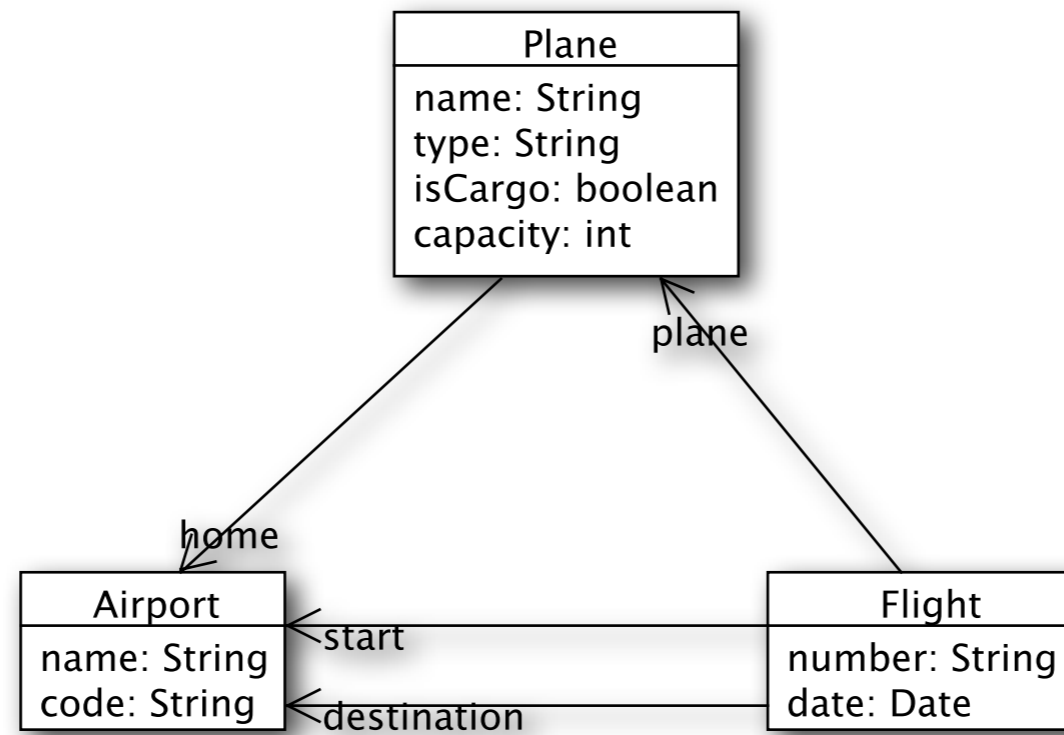 Plane
name: String
type: String
isCargo: boolean
capacity: int
plane
home
Airport
name: String
code: String
start
destination
Flight
number: String
date: Date